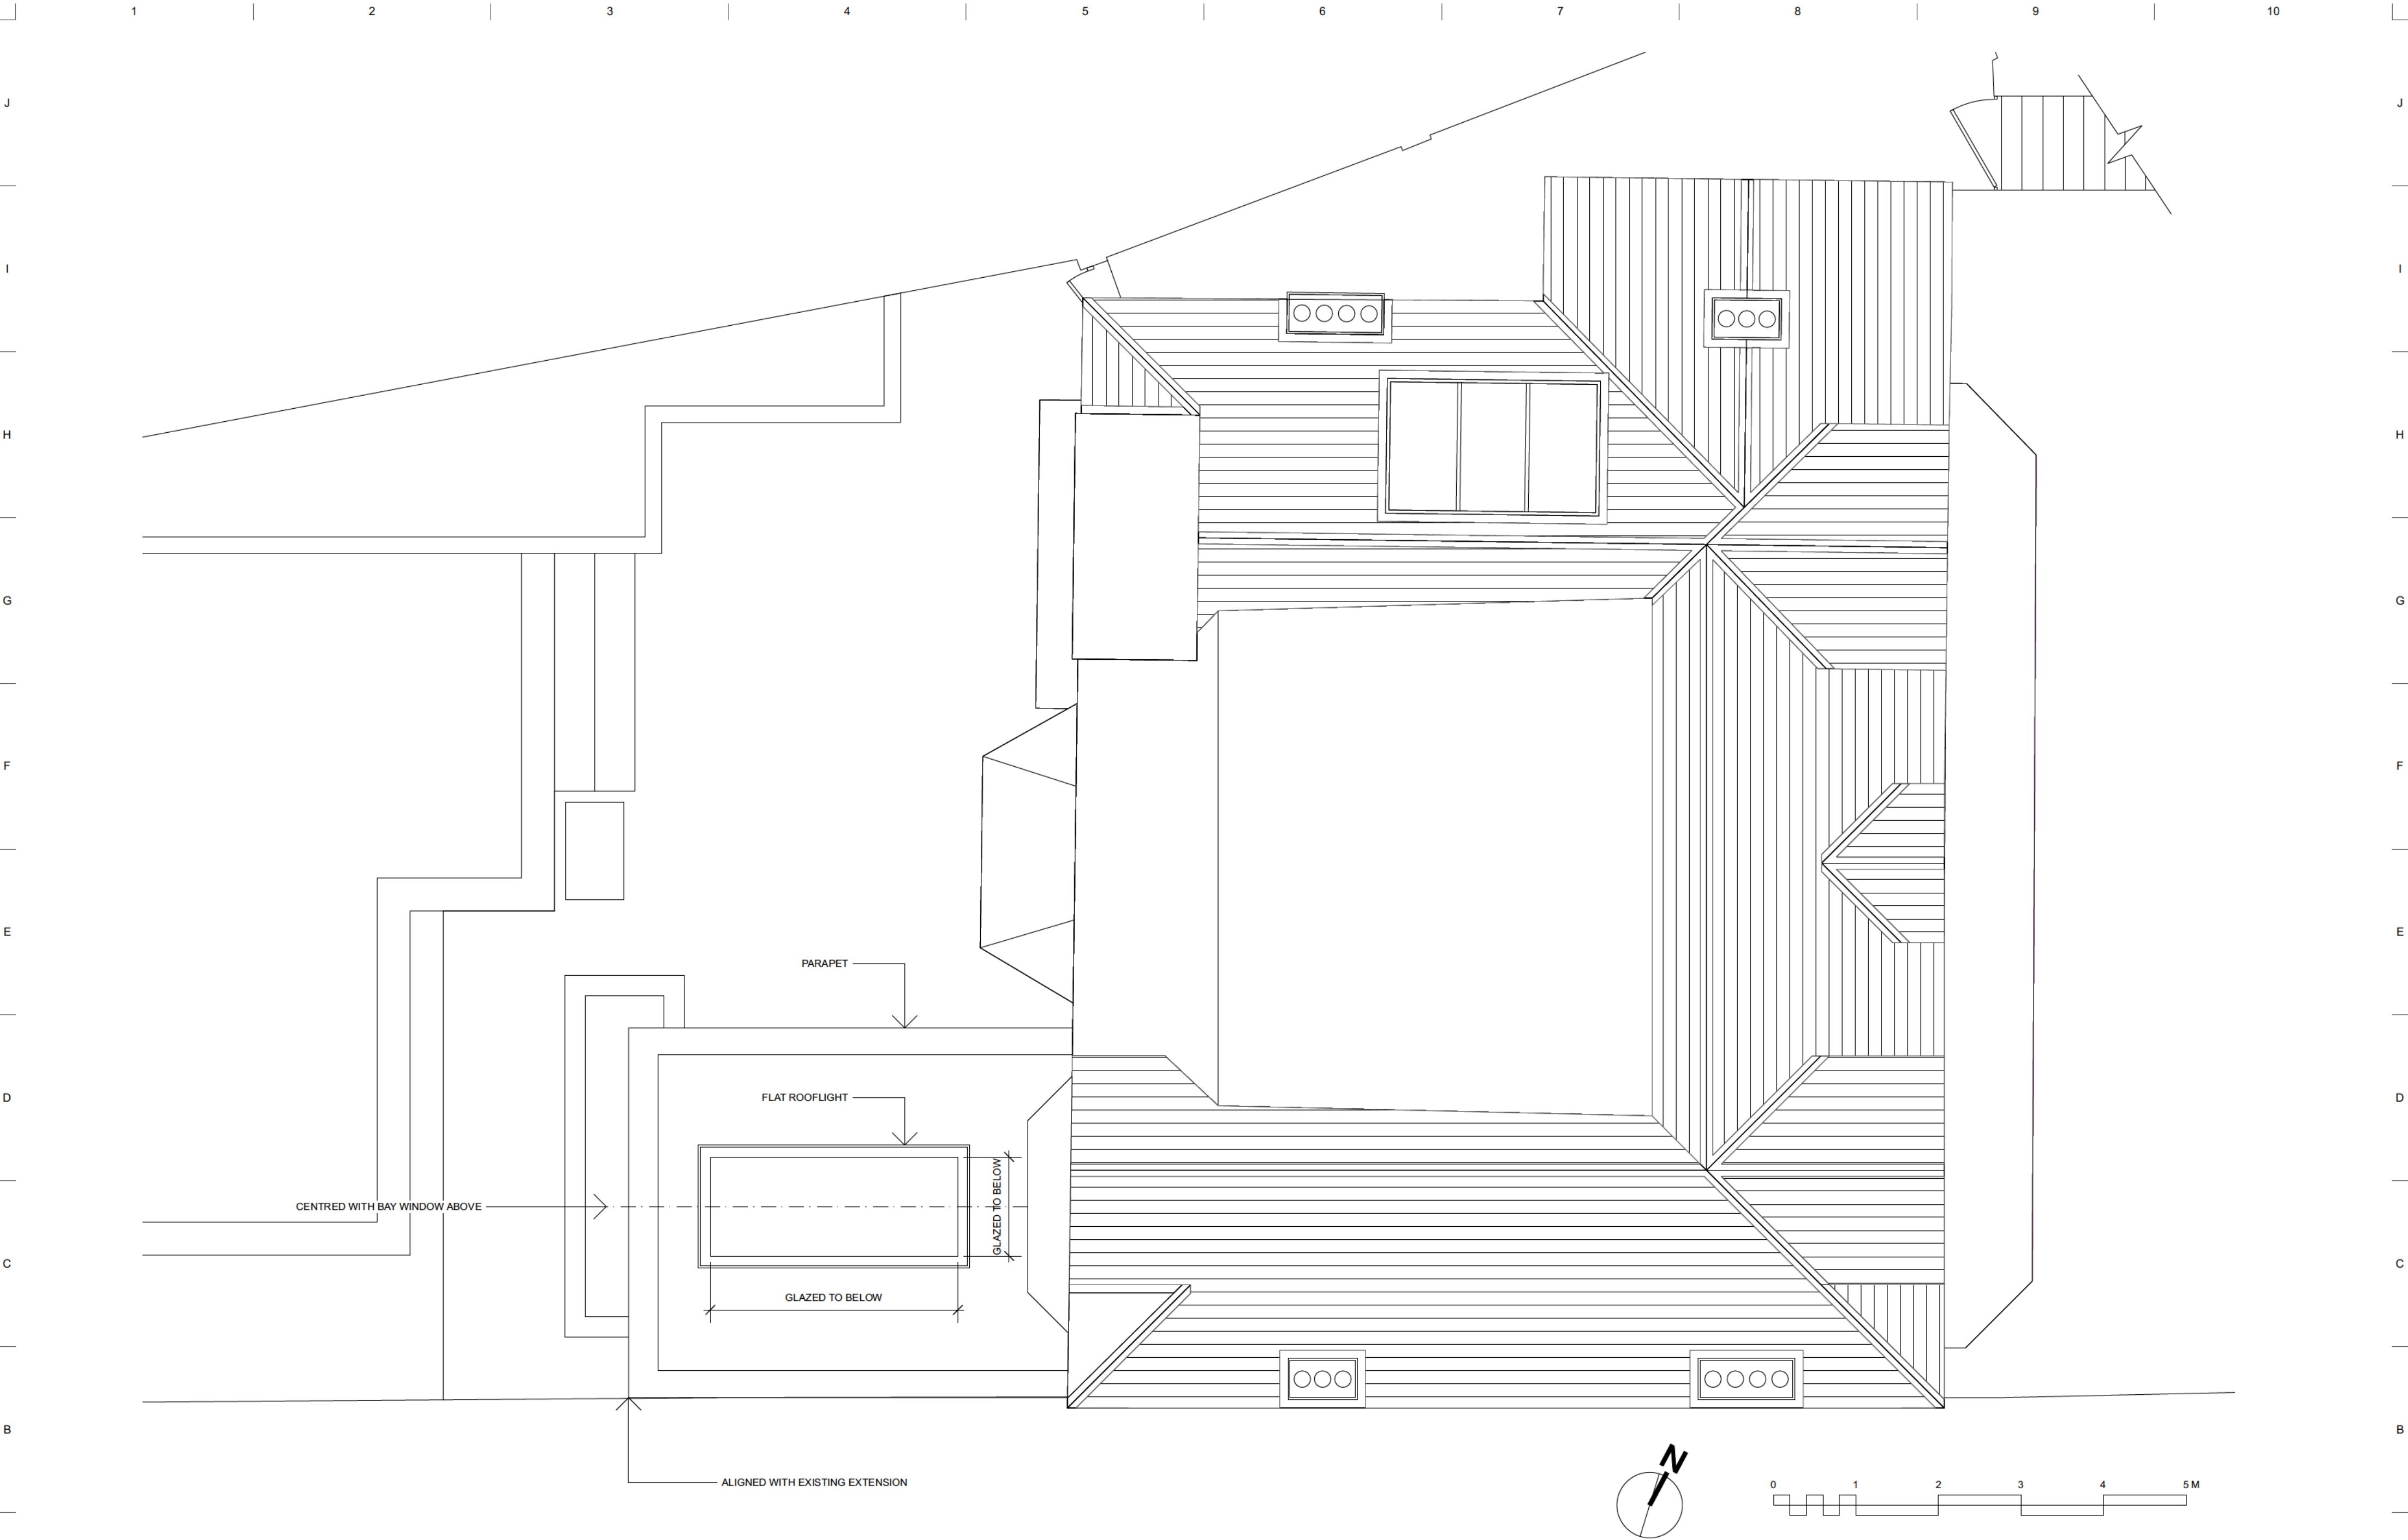 1 2 3 4 5 6 7 8 9 10
J J
I I
H H
G G
F F
E E
PARAPET
D D
FLAT ROOFLIGHT
GLAZED TO BELOW
CENTRED WITH BAY WINDOW ABOVE
C C
GLAZED TO BELOW
B B
N
ALIGNED WITH EXISTING EXTENSION
0 1 2 3 4 5 M